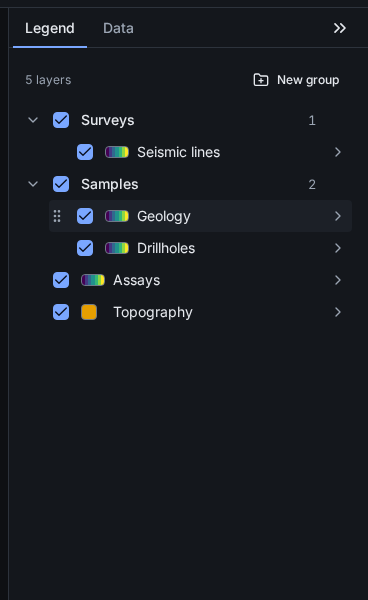 Legend Data
5 layers New group
Surveys 1
Seismic lines
Samples 2
Geology
Drillholes
Assays
Topography